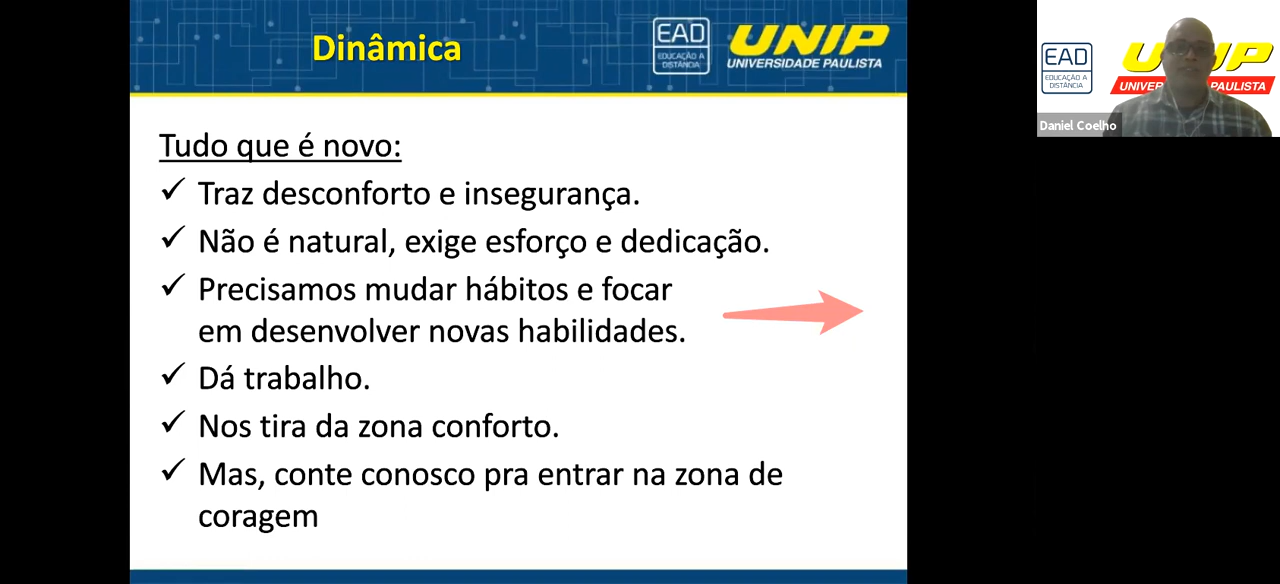 Dinâmica
EAD
EDUCAÇÃO A
DISTÂNCIA
UNIP
UNIVERSIDADE PAULISTA
Tudo que é novo:
✓ Traz desconforto e insegurança.
✓ Não é natural, exige esforço e dedicação.
✓ Precisamos mudar hábitos e focar
em desenvolver novas habilidades.
✓ Dá trabalho.
✓ Nos tira da zona conforto.
✓ Mas, conte conosco pra entrar na zona de
coragem
EAD
EDUCAÇÃO A
DISTÂNCIA
Daniel Coelho